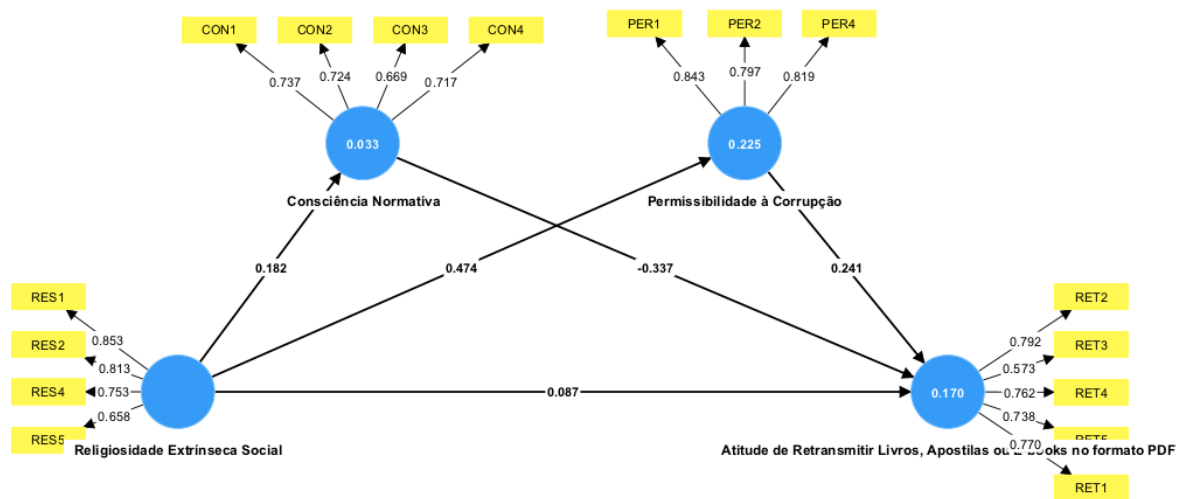 CON1 CON2 CON3 CON4
PER1 PER2 PER4
0.737 0.724 0.669 0.717
0.843 0.797 0.819
0.033
0.225
Consciência Normativa
Permissibilidade à Corrupção
0.182 0.474 -0.337 0.241
RES1
RES2
RES4
RES5
0.853
0.813
0.753
0.658
Religiosidade Extrínseca Social
0.087
0.170
RET2
RET3
RET4
RET5
RET1
0.792
0.573
0.762
0.738
0.770
Atitude de Retransmitir Livros, Apostilas ou books no formato PDF